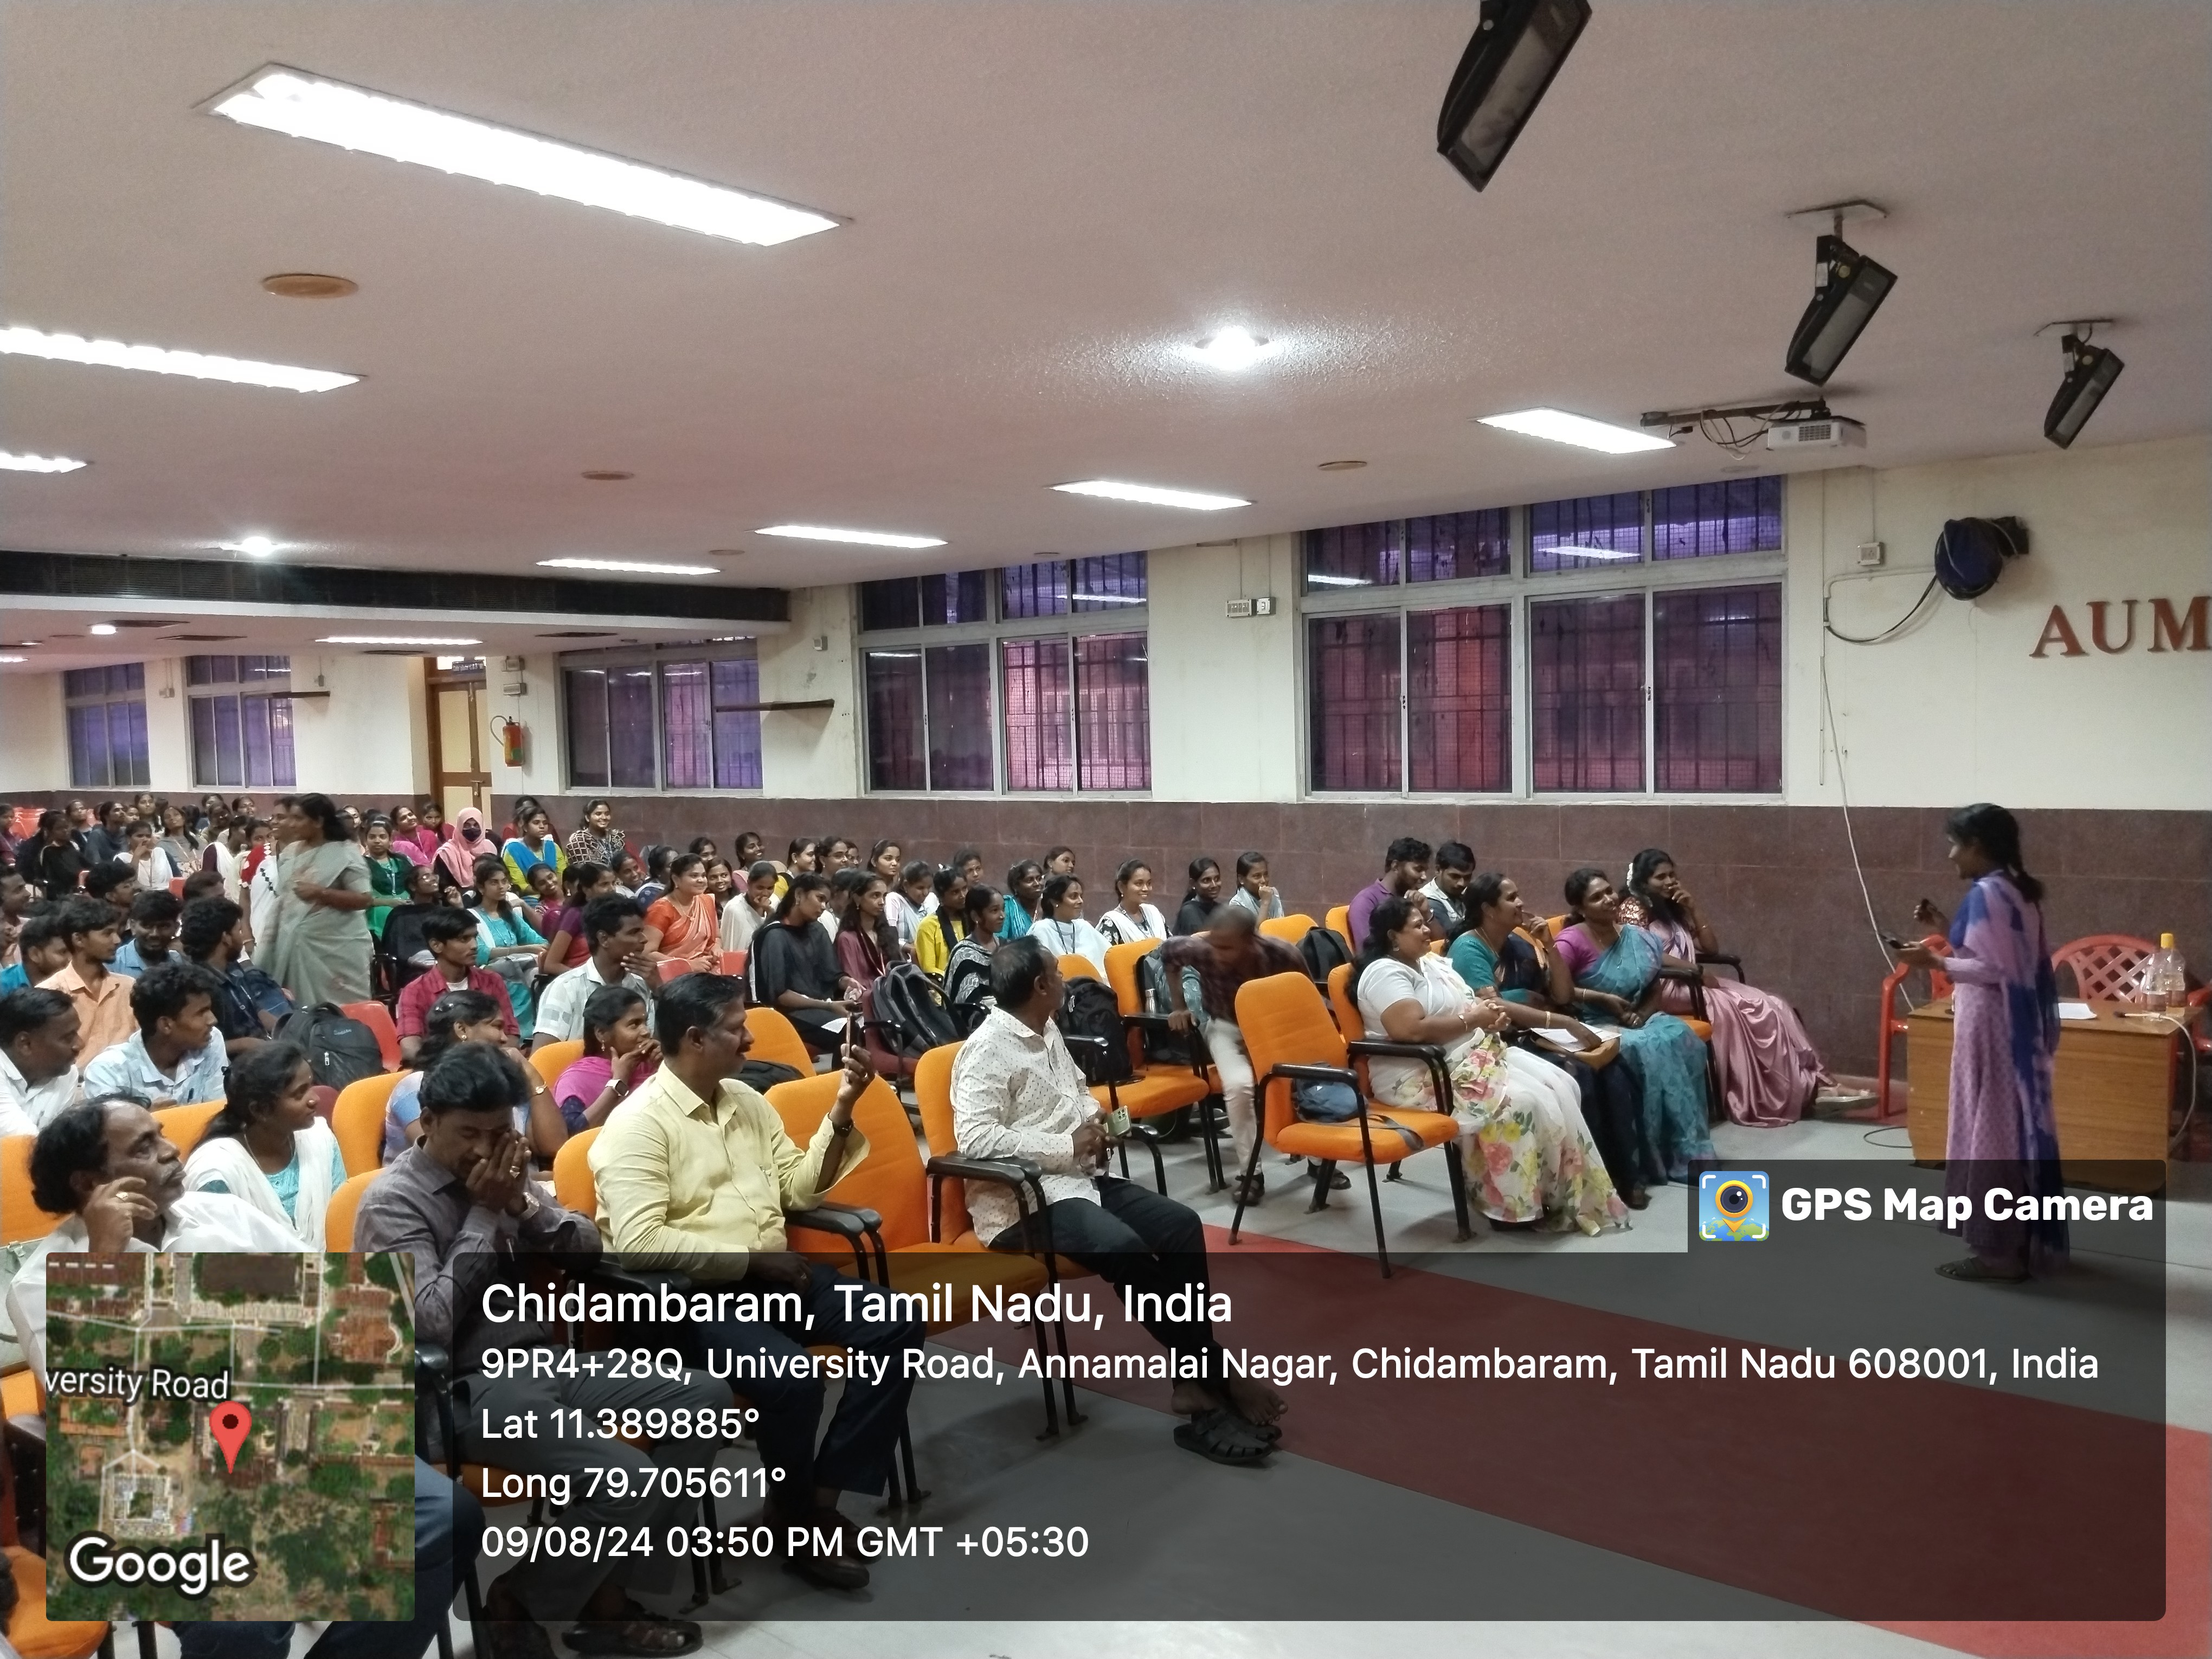 AUM
GPS Map Camera
Chidambaram, Tamil Nadu, India
9PR4+28Q, University Road, Annamalai Nagar, Chidambaram, Tamil Nadu 608001, India
Lat 11.389885°
Long 79.705611°
09/08/24 03:50 PM GMT +05:30
versity Road
Google